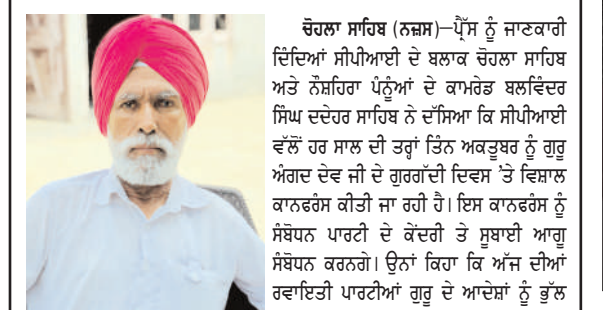 ਚੋਹਲਾ ਸਾਹਿਬ (ਨਜ਼ਸ)—ਪ੍ਰੈੱਸ ਨੂੰ ਜਾਣਕਾਰੀ
ਦਿੰਦਿਆਂ ਸੀਪੀਆਈ ਦੇ ਬਲਾਕ ਚੋਹਲਾ ਸਾਹਿਬ
ਅਤੇ ਨੌਸ਼ਹਿਰਾ ਪੰਨੂੰਆਂ ਦੇ ਕਾਮਰੇਡ ਬਲਵਿੰਦਰ
ਸਿੰਘ ਦਦੇਹਰ ਸਾਹਿਬ ਨੇ ਦੱਸਿਆ ਕਿ ਸੀਪੀਆਈ
ਵੱਲੋਂ ਹਰ ਸਾਲ ਦੀ ਤਰ੍ਹਾਂ ਤਿੰਨ ਅਕਤੂਬਰ ਨੂੰ ਗੁਰੂ
ਅੰਗਦ ਦੇਵ ਜੀ ਦੇ ਗੁਰਗੱਦੀ ਦਿਵਸ 'ਤੇ ਵਿਸ਼ਾਲ
ਕਾਨਫਰੰਸ ਕੀਤੀ ਜਾ ਰਹੀ ਹੈ। ਇਸ ਕਾਨਫਰੰਸ ਨੂੰ
ਸੰਬੋਧਨ ਪਾਰਟੀ ਦੇ ਕੇਂਦਰੀ ਤੇ ਸੂਬਾਈ ਆਗੂ
ਸੰਬੋਧਨ ਕਰਨਗੇ। ਉਨਾਂ ਕਿਹਾ ਕਿ ਅੱਜ ਦੀਆਂ
ਰਵਾਇਤੀ ਪਾਰਟੀਆਂ ਗੁਰੂ ਦੇ ਆਦੇਸ਼ਾਂ ਨੂੰ ਭੁੱਲ